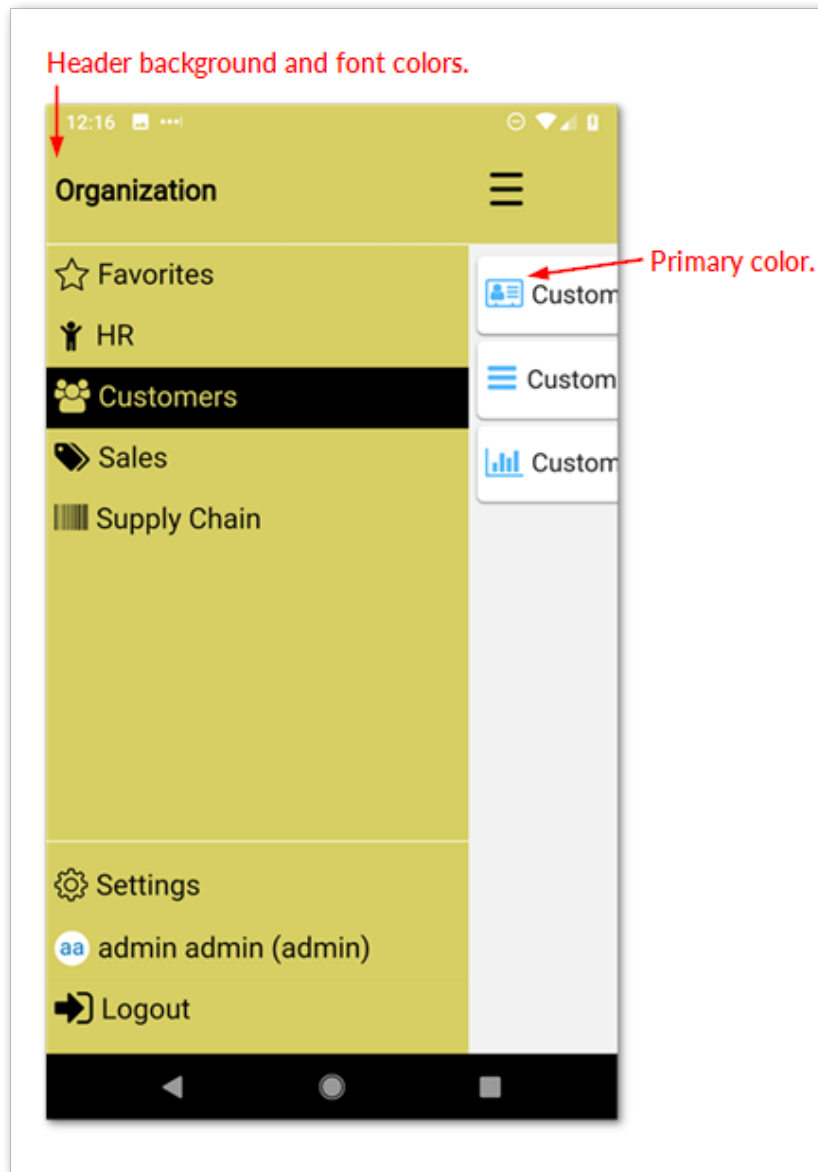 Header background and font colors.
12:16
Organization
Primary color.
Favorites
HR
Customers
Sales
Supply Chain
Custom
Custom
Custom
Settings
aa admin admin (admin)
Logout